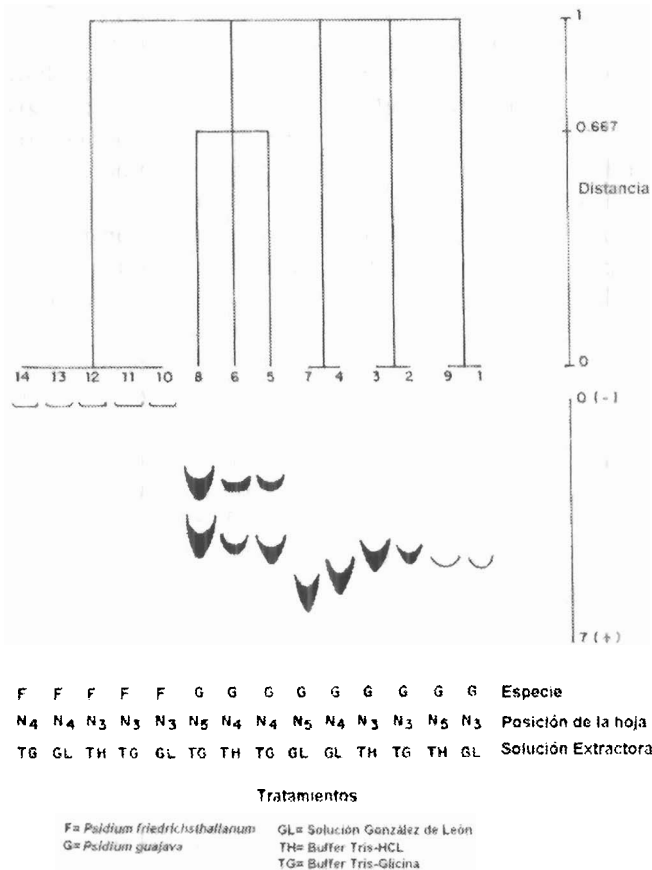 1
0.667
Distancia
0
14 13 12 11 10 8 6 5 7 4 3 2 9 1
0 (-)
7 (+)
F F F F F G G G G G G G G G Especie
N4 N4 N3 N3 N3 N5 N4 N4 N5 N4 N3 N3 N5 N3 Posición de la hoja
TG GL TH TG GL TG TH TG GL GL TH TG TH GL Solución Extractora
Tratamientos
F= Psidium friedrichsthalianum GL= Solución González de León
G= Psidium guajava TH= Buffer Tris-HCL
TG= Buffer Tris-Glicina